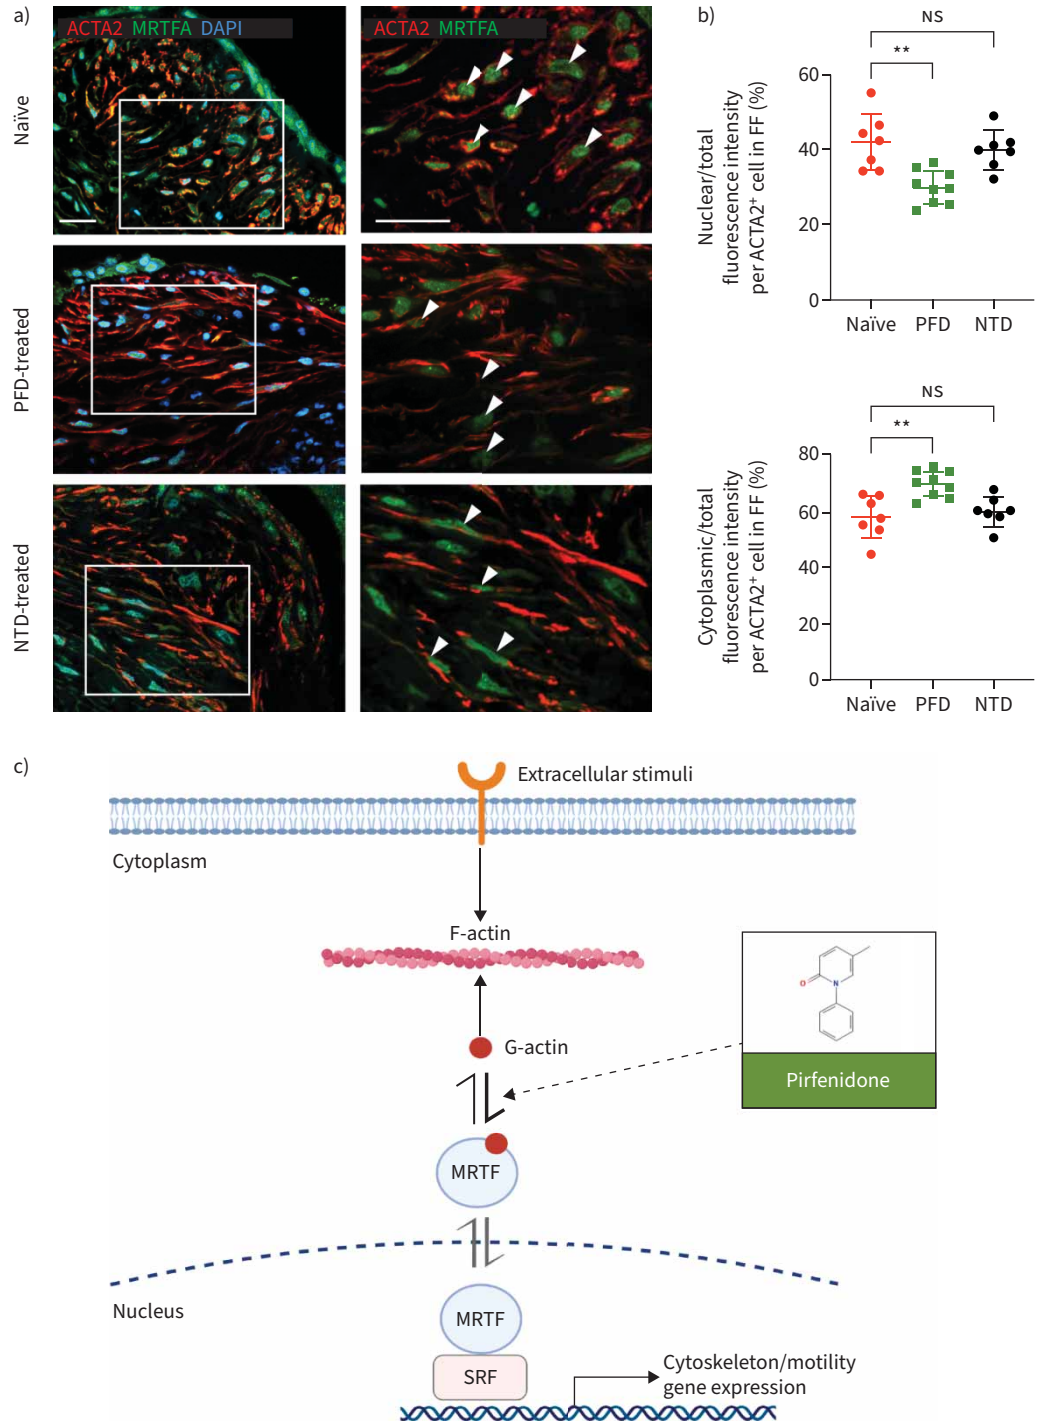 a)
ACTA2 MRTFA DAPI
ACTA2 MRTFA
Naïve
PFD-treated
NTD-treated
b)
NS
**
60
40
20
0
Nuclear/total
fluorescence intensity
per ACTA2+ cell in FF (%)
Naïve PFD NTD
NS
**
80
60
40
20
0
Cytoplasmic/total
fluorescence intensity
per ACTA2+ cell in FF (%)
Naïve PFD NTD
c)
Extracellular stimuli
Cytoplasm
F-actin
G-actin
O
N
Pirfenidone
MRTF
Nucleus
MRTF
SRF
Cytoskeleton/motility
gene expression